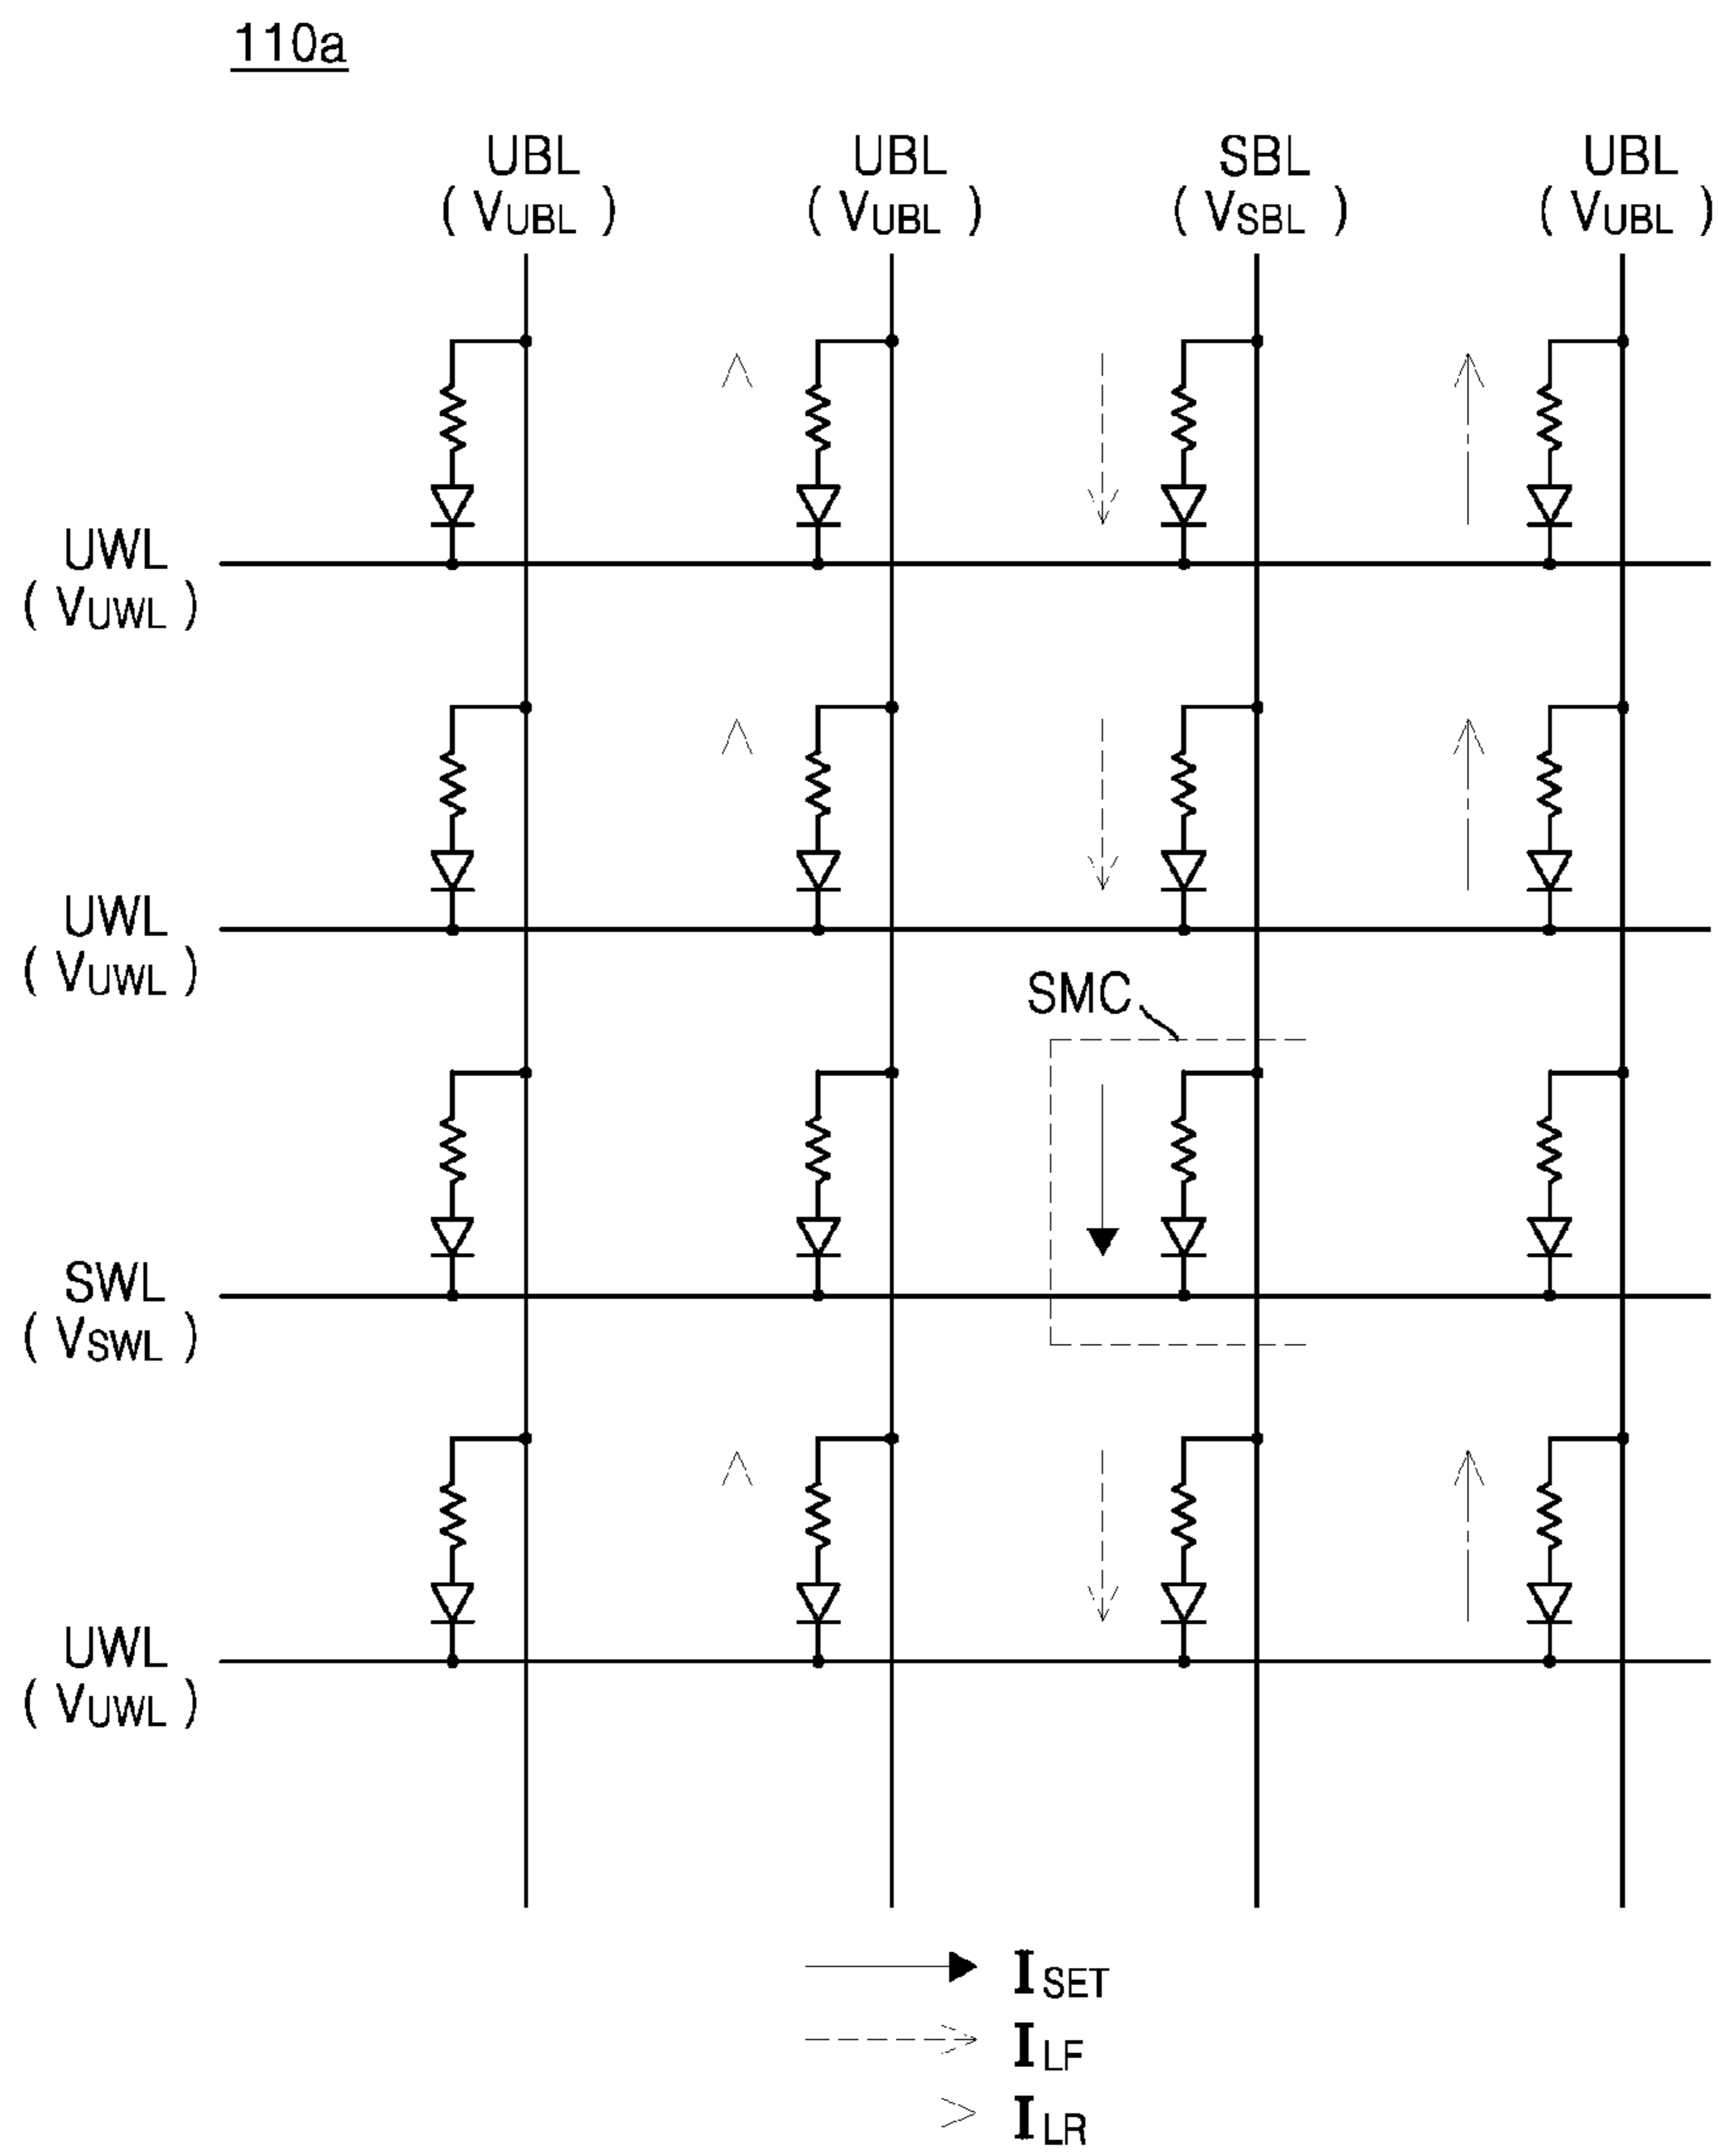 110a
UBL UBL SBL UBL
( VUBL ) ( VUBL ) ( VSBL ) ( VUBL )
UWL
( VUWL )
UWL
( VUWL )
SMC
SWL
( VSWL )
UWL
( VUWL )
ISET
ILF
ILR